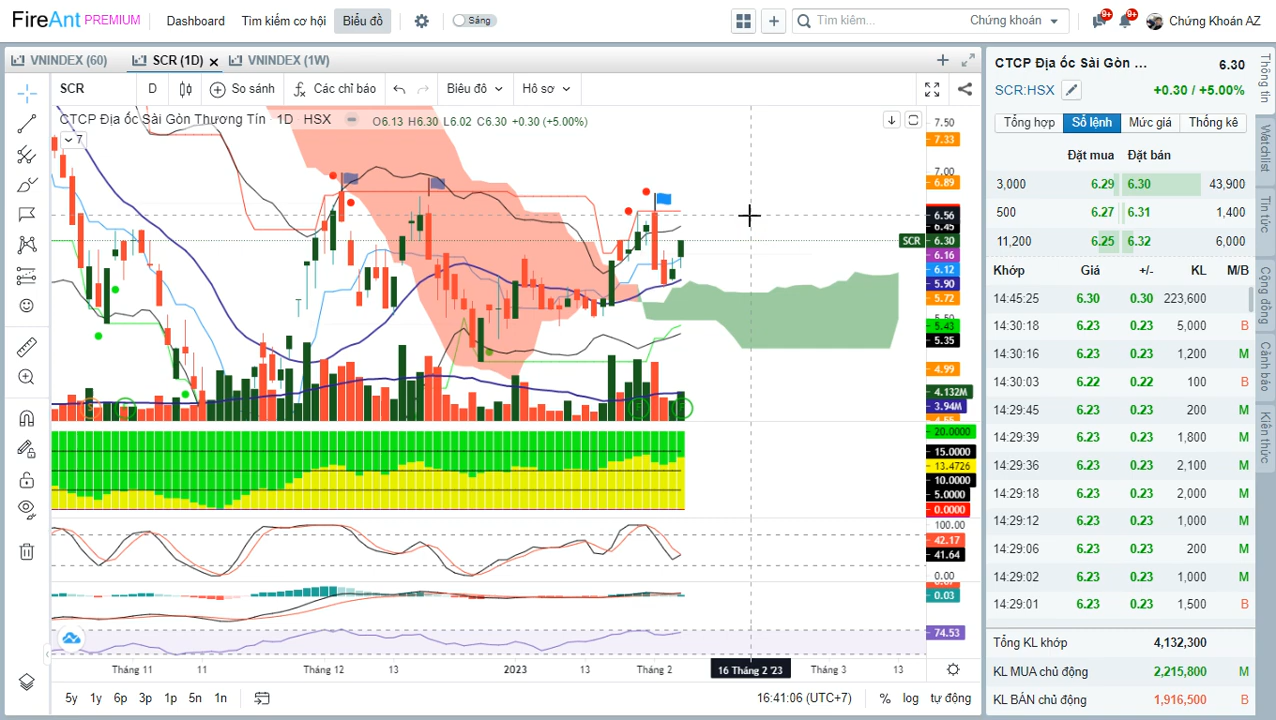 FireAnt PREMIUM Dashboard Tìm kiếm cơ hội Biểu đồ Sáng Tìm kiếm... Chứng khoán 9+ 9+ Chứng Khoán AZ
VNINDEX (60) SCR (1D) VNINDEX (1W)
SCR D So sánh Các chỉ báo Biểu đồ Hồ sơ
CTCP Địa ốc Sài Gòn Thương Tín · 1D · HSX O6.13 H6.30 L6.02 C6.30 +0.30 (+5.00%)
7
7.50
7.33
7.00
6.89
6.56
6.45
SCR 6.30
6.16
6.12
5.90
5.72
5.50
5.43
5.35
4.99
4.132M
3.94M
20.0000
15.0000
13.4726
10.0000
5.0000
0.0000
100.00
42.17
41.64
0.00
0.03
74.53
Tháng 11 11 Tháng 12 13 2023 13 Tháng 2 16 Tháng 2 '23 Tháng 3 13
5y 1y 6p 3p 1p 5n 1n 16:41:06 (UTC+7) % log tự động
CTCP Địa ốc Sài Gòn ... 6.30
SCR:HSX +0.30 / +5.00%
Tổng hợp Sổ lệnh Mức giá Thống kê
Đặt mua Đặt bán
3,000 6.29 6.30 43,900
500 6.27 6.31 1,400
11,200 6.25 6.32 6,000
Khớp Giá +/- KL M/B
14:45:25 6.30 0.30 223,600
14:30:18 6.23 0.23 5,000 B
14:30:16 6.23 0.23 1,200 M
14:30:03 6.22 0.22 100 B
14:29:45 6.23 0.23 200 M
14:29:39 6.23 0.23 1,800 M
14:29:36 6.23 0.23 2,100 M
14:29:18 6.23 0.23 2,000 M
14:29:12 6.23 0.23 1,000 M
14:29:06 6.23 0.23 200 M
14:29:02 6.23 0.23 1,000 M
14:29:01 6.23 0.23 1,500 B
Tổng KL khớp 4,132,300
KL MUA chủ động 2,215,800 M
KL BÁN chủ động 1,916,500 B
Thông tin
Watchlist
Tin tức
Cộng đồng
Cảnh báo
Kiến thức